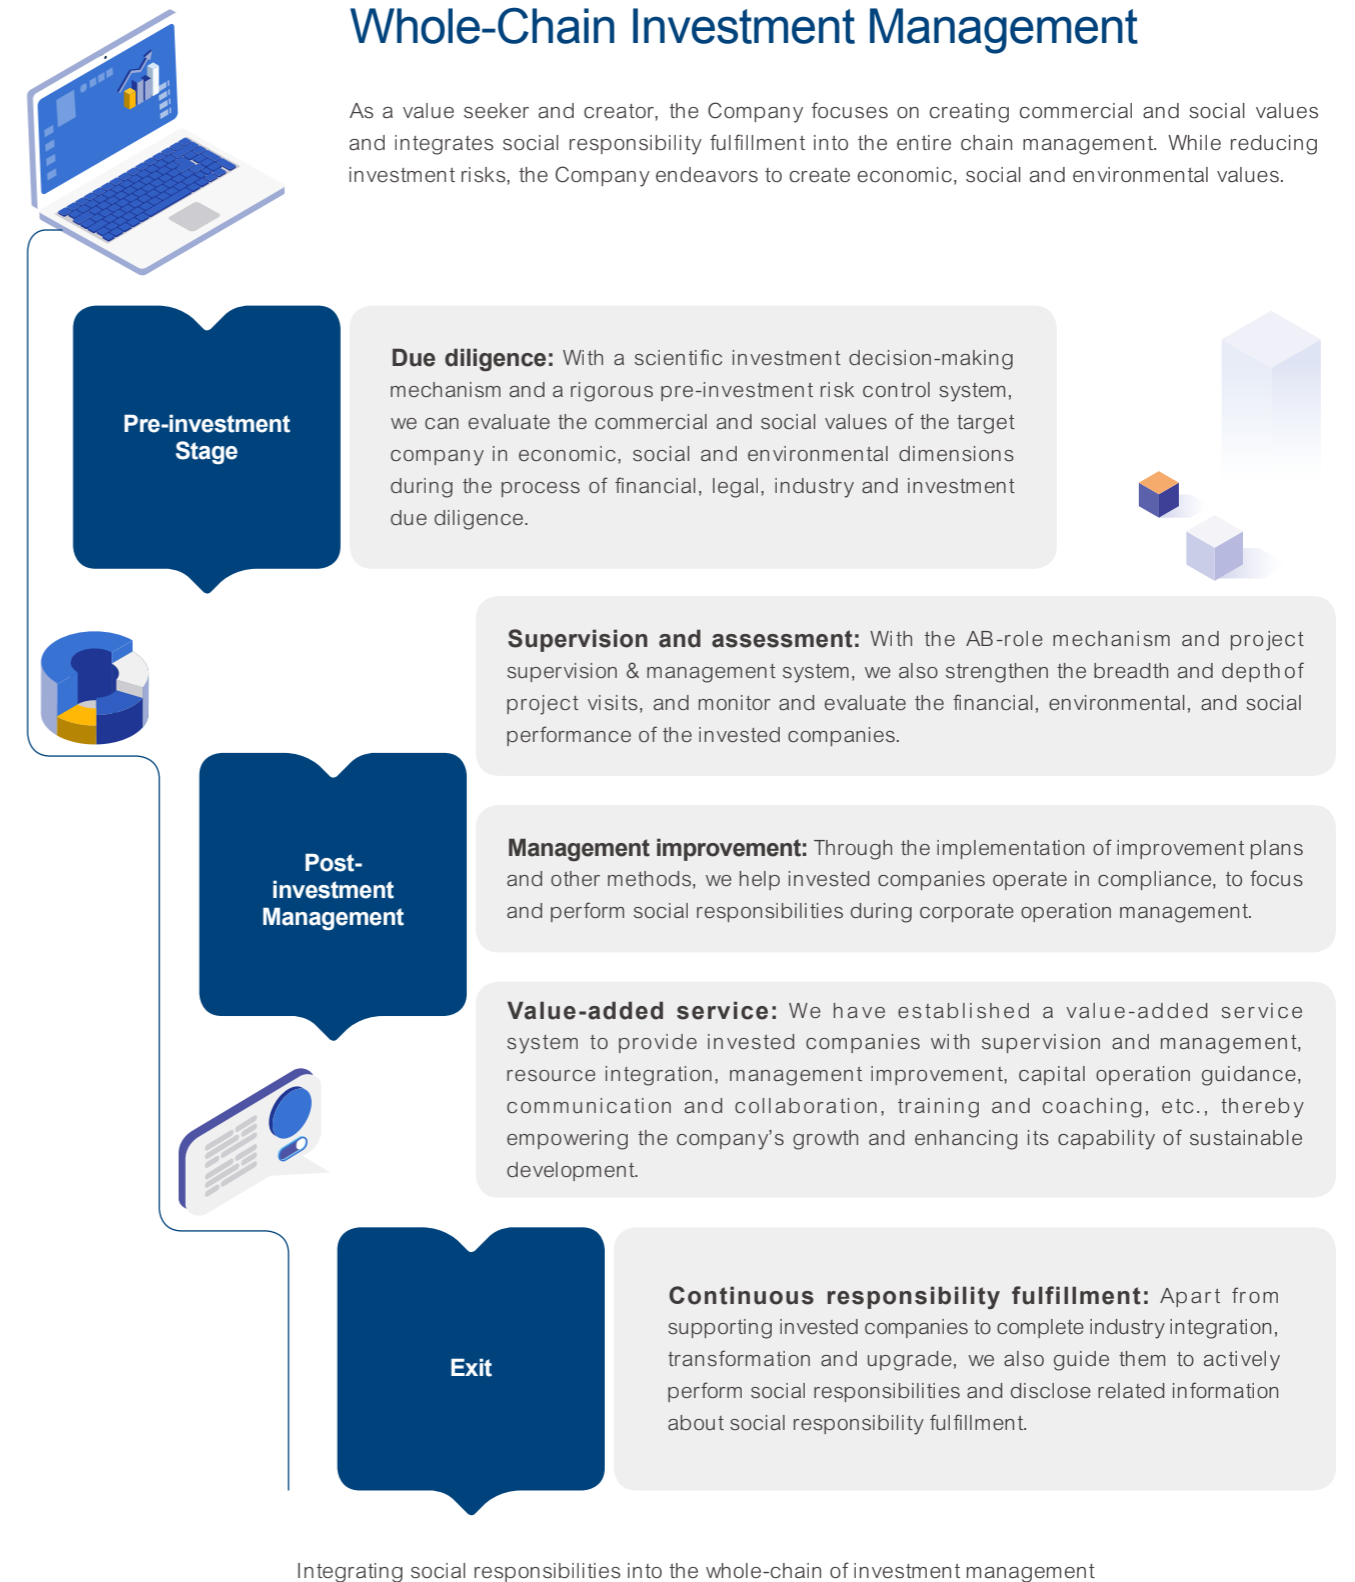 Whole-Chain Investment Management
As a value seeker and creator, the Company focuses on creating commercial and social values
and integrates social responsibility fulfillment into the entire chain management. While reducing
investment risks, the Company endeavors to create economic, social and environmental values.
Pre-investment
Stage
Due diligence: With a scientific investment decision-making
mechanism and a rigorous pre-investment risk control system,
we can evaluate the commercial and social values of the target
company in economic, social and environmental dimensions
during the process of financial, legal, industry and investment
due diligence.
Post-
investment
Management
Supervision and assessment: With the AB-role mechanism and project
supervision & management system, we also strengthen the breadth and depth of
project visits, and monitor and evaluate the financial, environmental, and social
performance of the invested companies.
Management improvement: Through the implementation of improvement plans
and other methods, we help invested companies operate in compliance, to focus
and perform social responsibilities during corporate operation management.
Value-added service: We have established a value-added service
system to provide invested companies with supervision and management,
resource integration, management improvement, capital operation guidance,
communication and collaboration, training and coaching, etc., thereby
empowering the company’s growth and enhancing its capability of sustainable
development.
Exit
Continuous responsibility fulfillment: Apart from
supporting invested companies to complete industry integration,
transformation and upgrade, we also guide them to actively
perform social responsibilities and disclose related information
about social responsibility fulfillment.
Integrating social responsibilities into the whole-chain of investment management